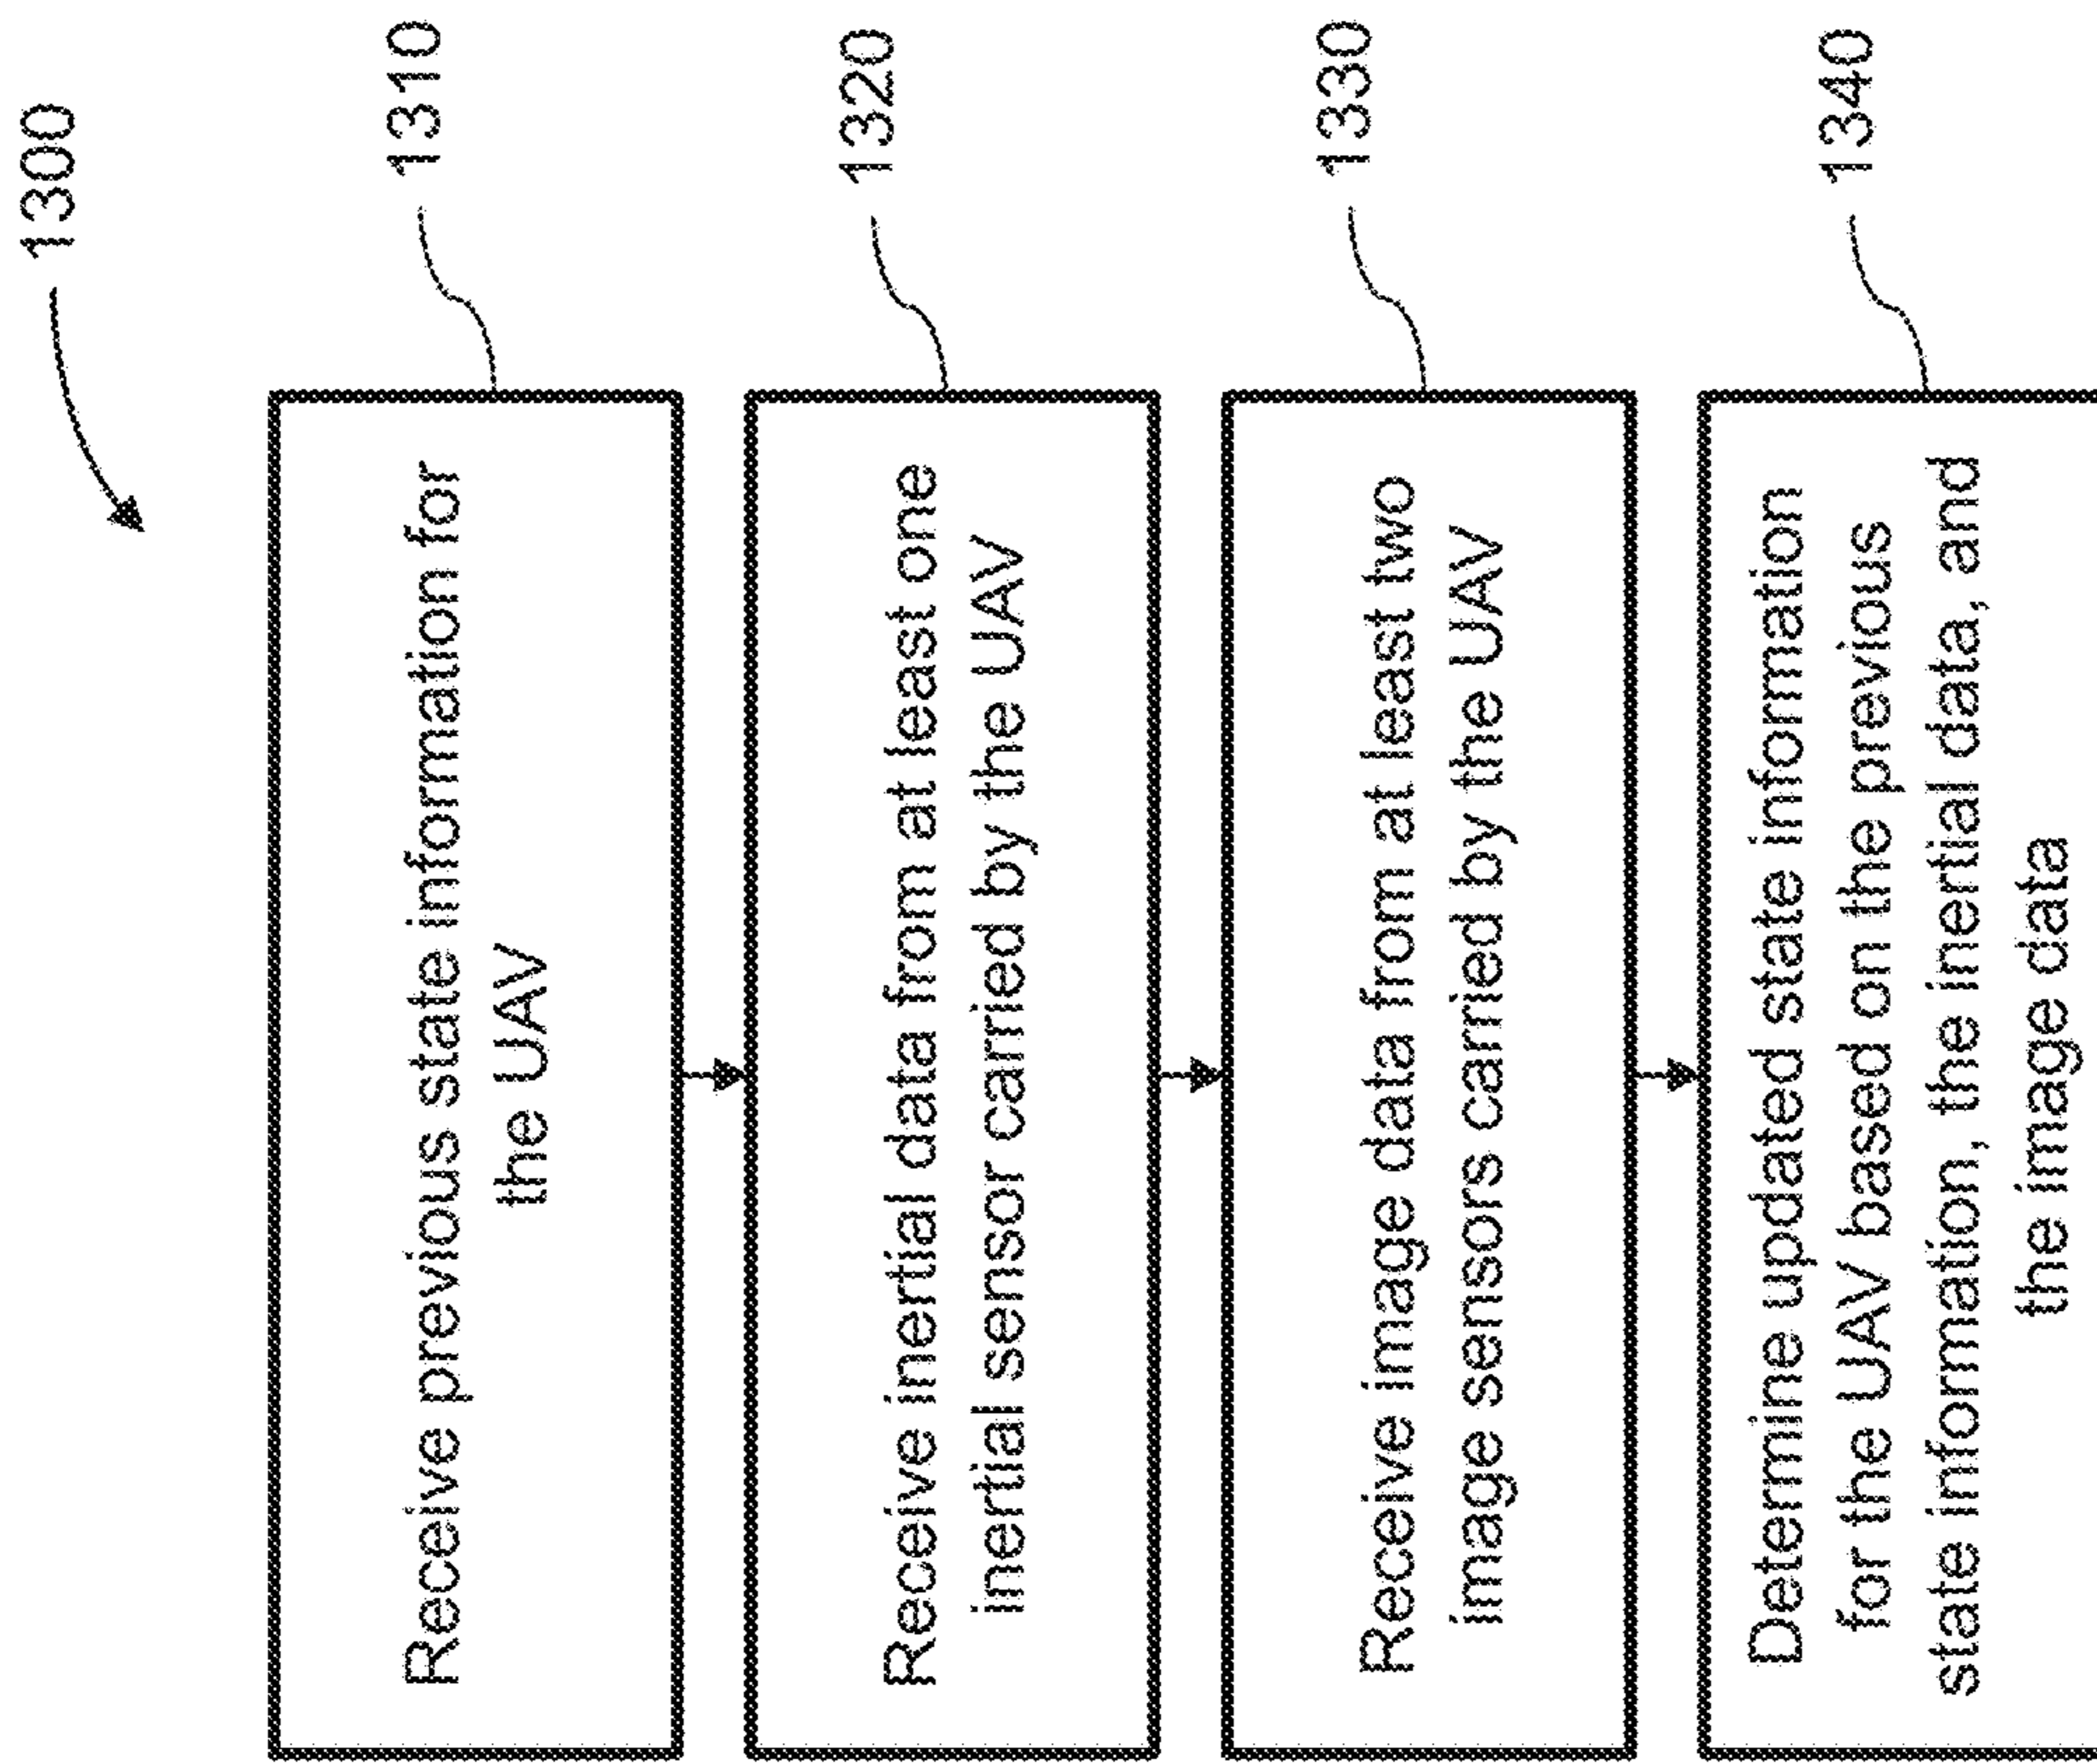 1300
Receive previous state information for
the UAV
1310
Receive inertial data from at least one
inertial sensor carried by the UAV
1320
Receive image data from at least two
image sensors carried by the UAV
1330
Determine updated state information
for the UAV based on the previous
state information, the inertial data, and
the image data
1340